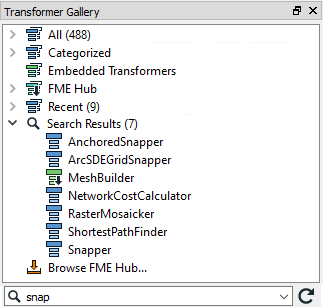 Transformer Gallery
All (488)
Categorized
Embedded Transformers
FME Hub
Recent (9)
Search Results (7)
AnchoredSnapper
ArcSDEGridSnapper
MeshBuilder
NetworkCostCalculator
RasterMosaicker
ShortestPathFinder
Snapper
Browse FME Hub...
snap